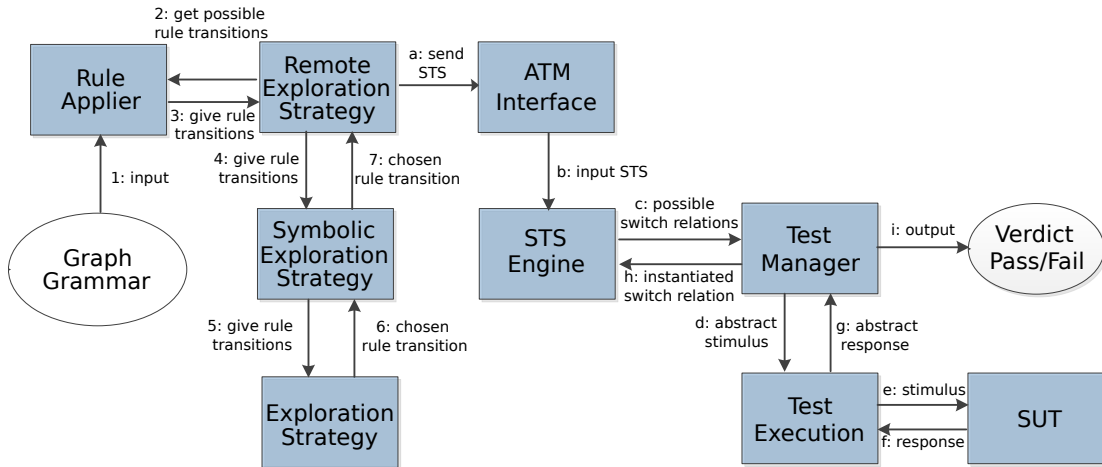 2: get possible
rule transitions
Rule
Applier
3: give rule
transitions
1: input
Graph
Grammar
Remote
Exploration
Strategy
a: send
STS
ATM
Interface
4: give rule
transitions
7: chosen
rule transition
b: input STS
Symbolic
Exploration
Strategy
STS
Engine
c: possible
switch relations
h: instantiated
switch relation
Test
Manager
i: output
Verdict
Pass/Fail
5: give rule
transitions
6: chosen
rule transition
d: abstract
stimulus
g: abstract
response
Exploration
Strategy
Test
Execution
e: stimulus
f: response
SUT